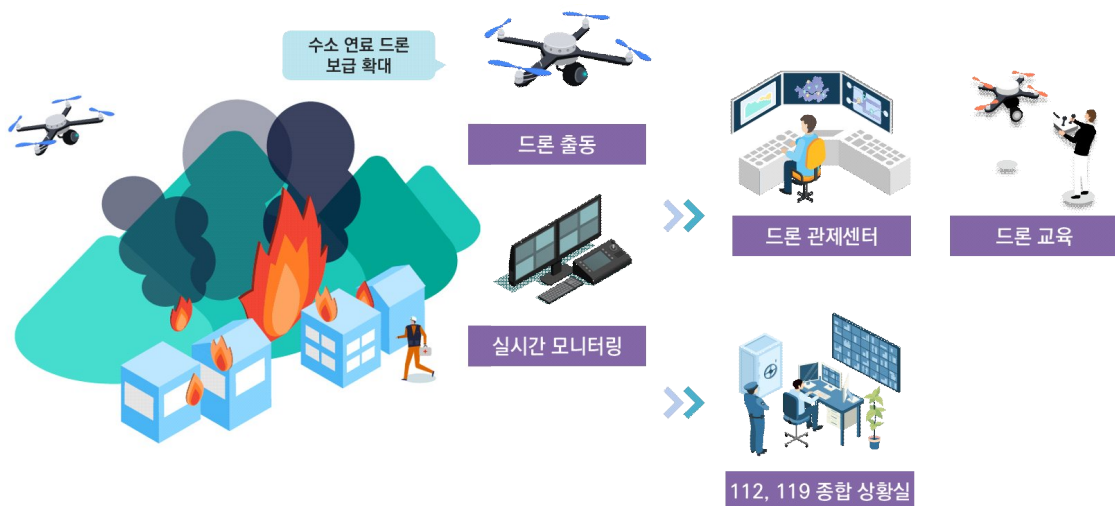 수소 연료 드론
보급 확대
드론 출동
드론 관제센터
드론 교육
실시간 모니터링
112, 119 종합 상황실